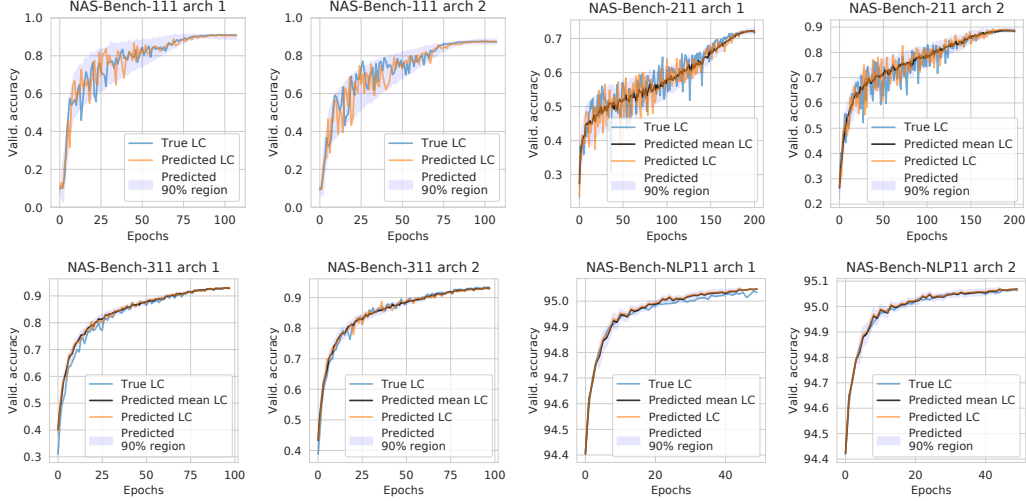 NAS-Bench-111 arch 1
Valid. accuracy
1.0
0.8
0.6
0.4
0.2
0.0
True LC
Predicted LC
Predicted
90% region
0 25 50 75 100
Epochs
NAS-Bench-111 arch 2
Valid. accuracy
1.0
0.8
0.6
0.4
0.2
0.0
True LC
Predicted LC
Predicted
90% region
0 25 50 75 100
Epochs
NAS-Bench-211 arch 1
Valid. accuracy
0.7
0.6
0.5
0.4
0.3
True LC
Predicted mean LC
Predicted LC
Predicted
90% region
0 50 100 150 200
Epochs
NAS-Bench-211 arch 2
Valid. accuracy
0.9
0.8
0.7
0.6
0.5
0.4
0.3
0.2
True LC
Predicted mean LC
Predicted LC
Predicted
90% region
0 50 100 150 200
Epochs
NAS-Bench-311 arch 1
Valid. accuracy
0.9
0.8
0.7
0.6
0.5
0.4
0.3
True LC
Predicted mean LC
Predicted LC
Predicted
90% region
0 25 50 75 100
Epochs
NAS-Bench-311 arch 2
Valid. accuracy
0.9
0.8
0.7
0.6
0.5
0.4
True LC
Predicted mean LC
Predicted LC
Predicted
90% region
0 25 50 75 100
Epochs
NAS-Bench-NLP11 arch 1
Valid. accuracy
95.0
94.9
94.8
94.7
94.6
94.5
94.4
True LC
Predicted mean LC
Predicted LC
Predicted
90% region
0 20 40
Epochs
NAS-Bench-NLP11 arch 2
Valid. accuracy
95.1
95.0
94.9
94.8
94.7
94.6
94.5
94.4
True LC
Predicted mean LC
Predicted LC
Predicted
90% region
0 20 40
Epochs